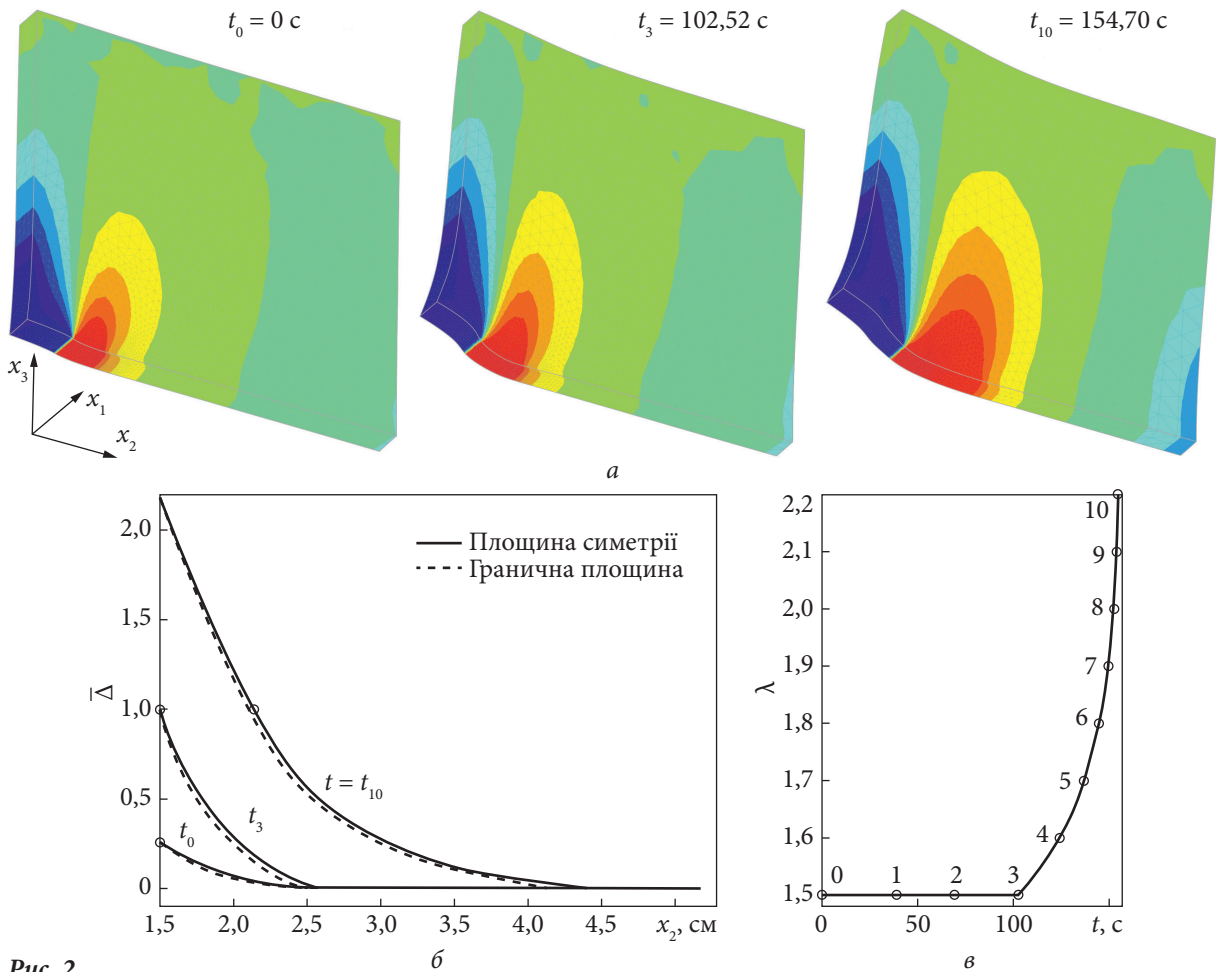 t0 = 0 с
t3 = 102,52 с
t10 = 154,70 с
x3
x1
x2
а
2,0
1,5
1,0
0,5
0
Δ̅
Площина симетрії
Гранична площина
t = t10
t3
t0
1,5 2,0 2,5 3,0 3,5 4,0 4,5 x2, см
б
2,2
2,1
2,0
1,9
1,8
1,7
1,6
1,5
λ
10
9
8
7
6
5
4
0 1 2 3
0 50 100 t, с
в
Рис. 2